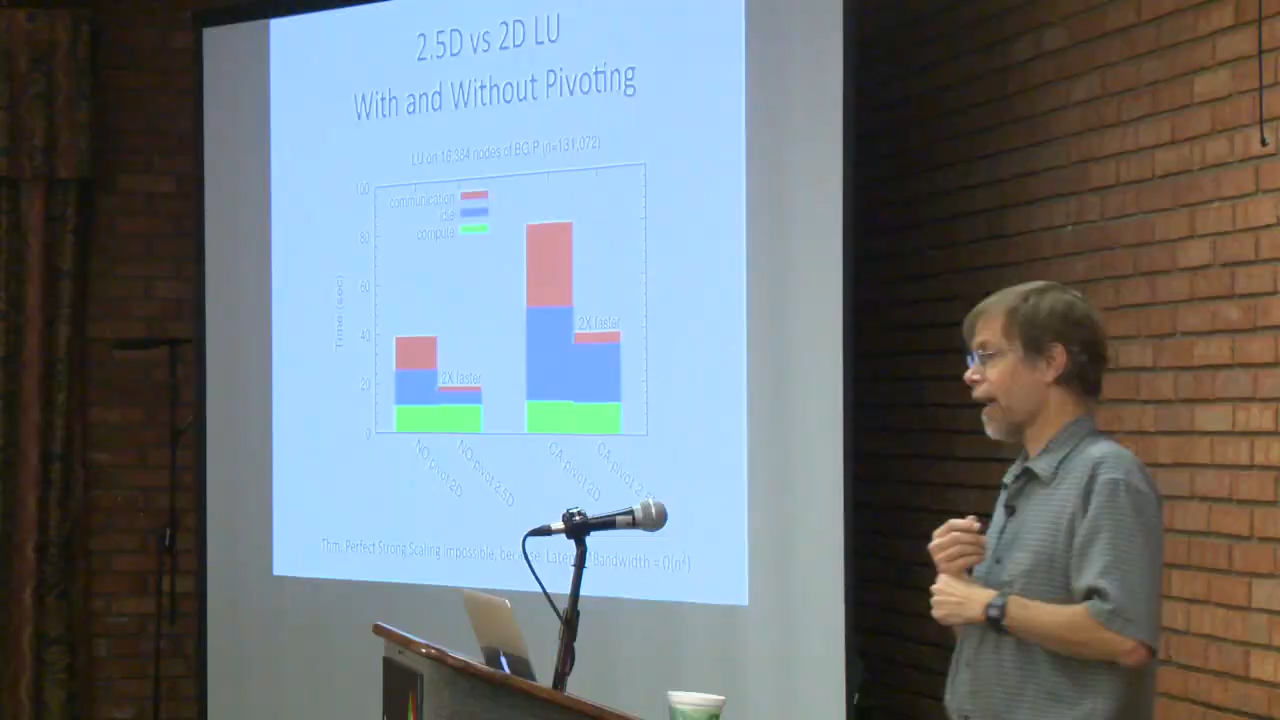 2.5D vs 2D LU
With and Without Pivoting
LU on 16,384 nodes of BG/P (n=131,072)
100
80
60
40
20
0
Time (sec)
communication
idle
compute
2X faster
2X faster
NO pivot 2D
NO pivot 2.5D
CA pivot 2D
CA pivot
Thm: Perfect Strong Scaling impossible, Bandwidth = Ω(n²)